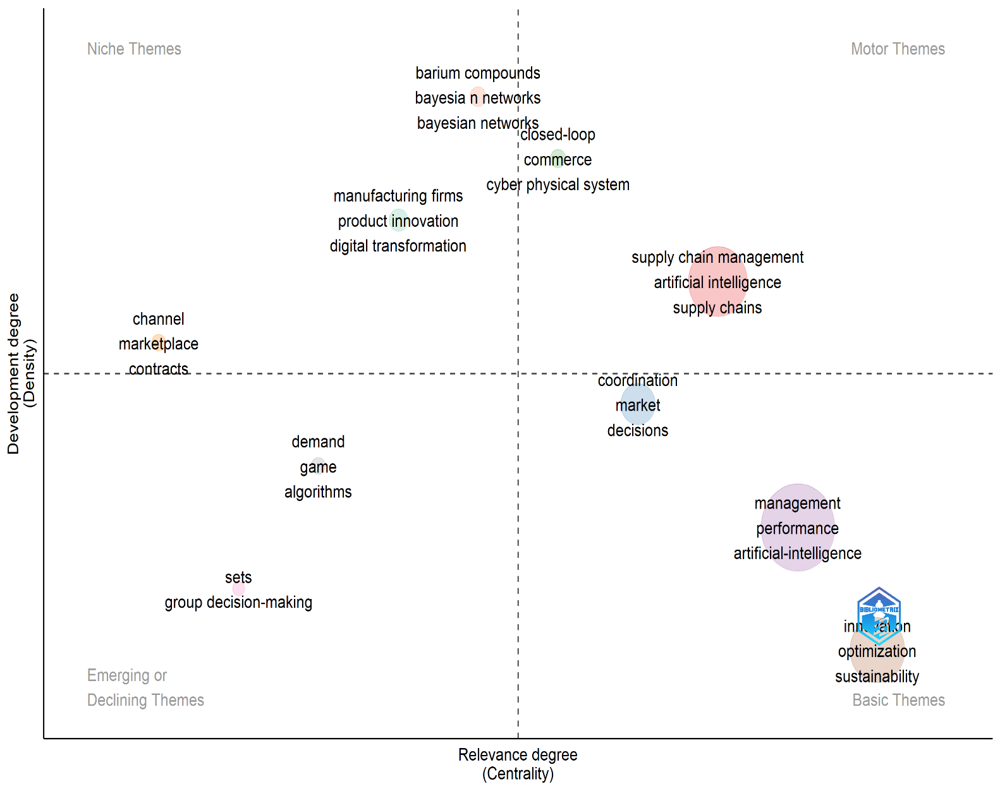 Niche Themes
Motor Themes
barium compounds
bayesia n networks
bayesian networks
closed-loop
commerce
cyber physical system
manufacturing firms
product innovation
digital transformation
supply chain management
artificial intelligence
supply chains
channel
marketplace
contracts
coordination
market
decisions
demand
game
algorithms
management
performance
artificial-intelligence
sets
group decision-making
BIBLIOMETRIX
innovation
optimization
sustainability
Emerging or
Declining Themes
Basic Themes
Development degree
(Density)
Relevance degree
(Centrality)